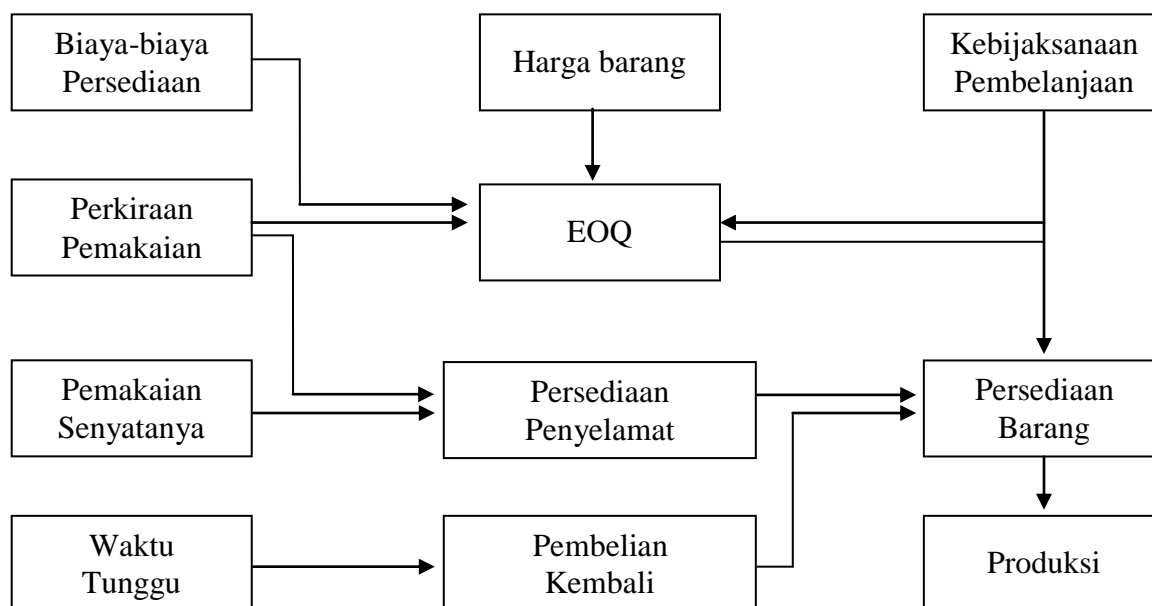 Biaya-biaya
Persediaan
Harga barang
Kebijaksanaan
Pembelanjaan
Perkiraan
Pemakaian
EOQ
Pemakaian
Senyatanya
Persediaan
Penyelamat
Persediaan
Barang
Waktu
Tunggu
Pembelian
Kembali
Produksi